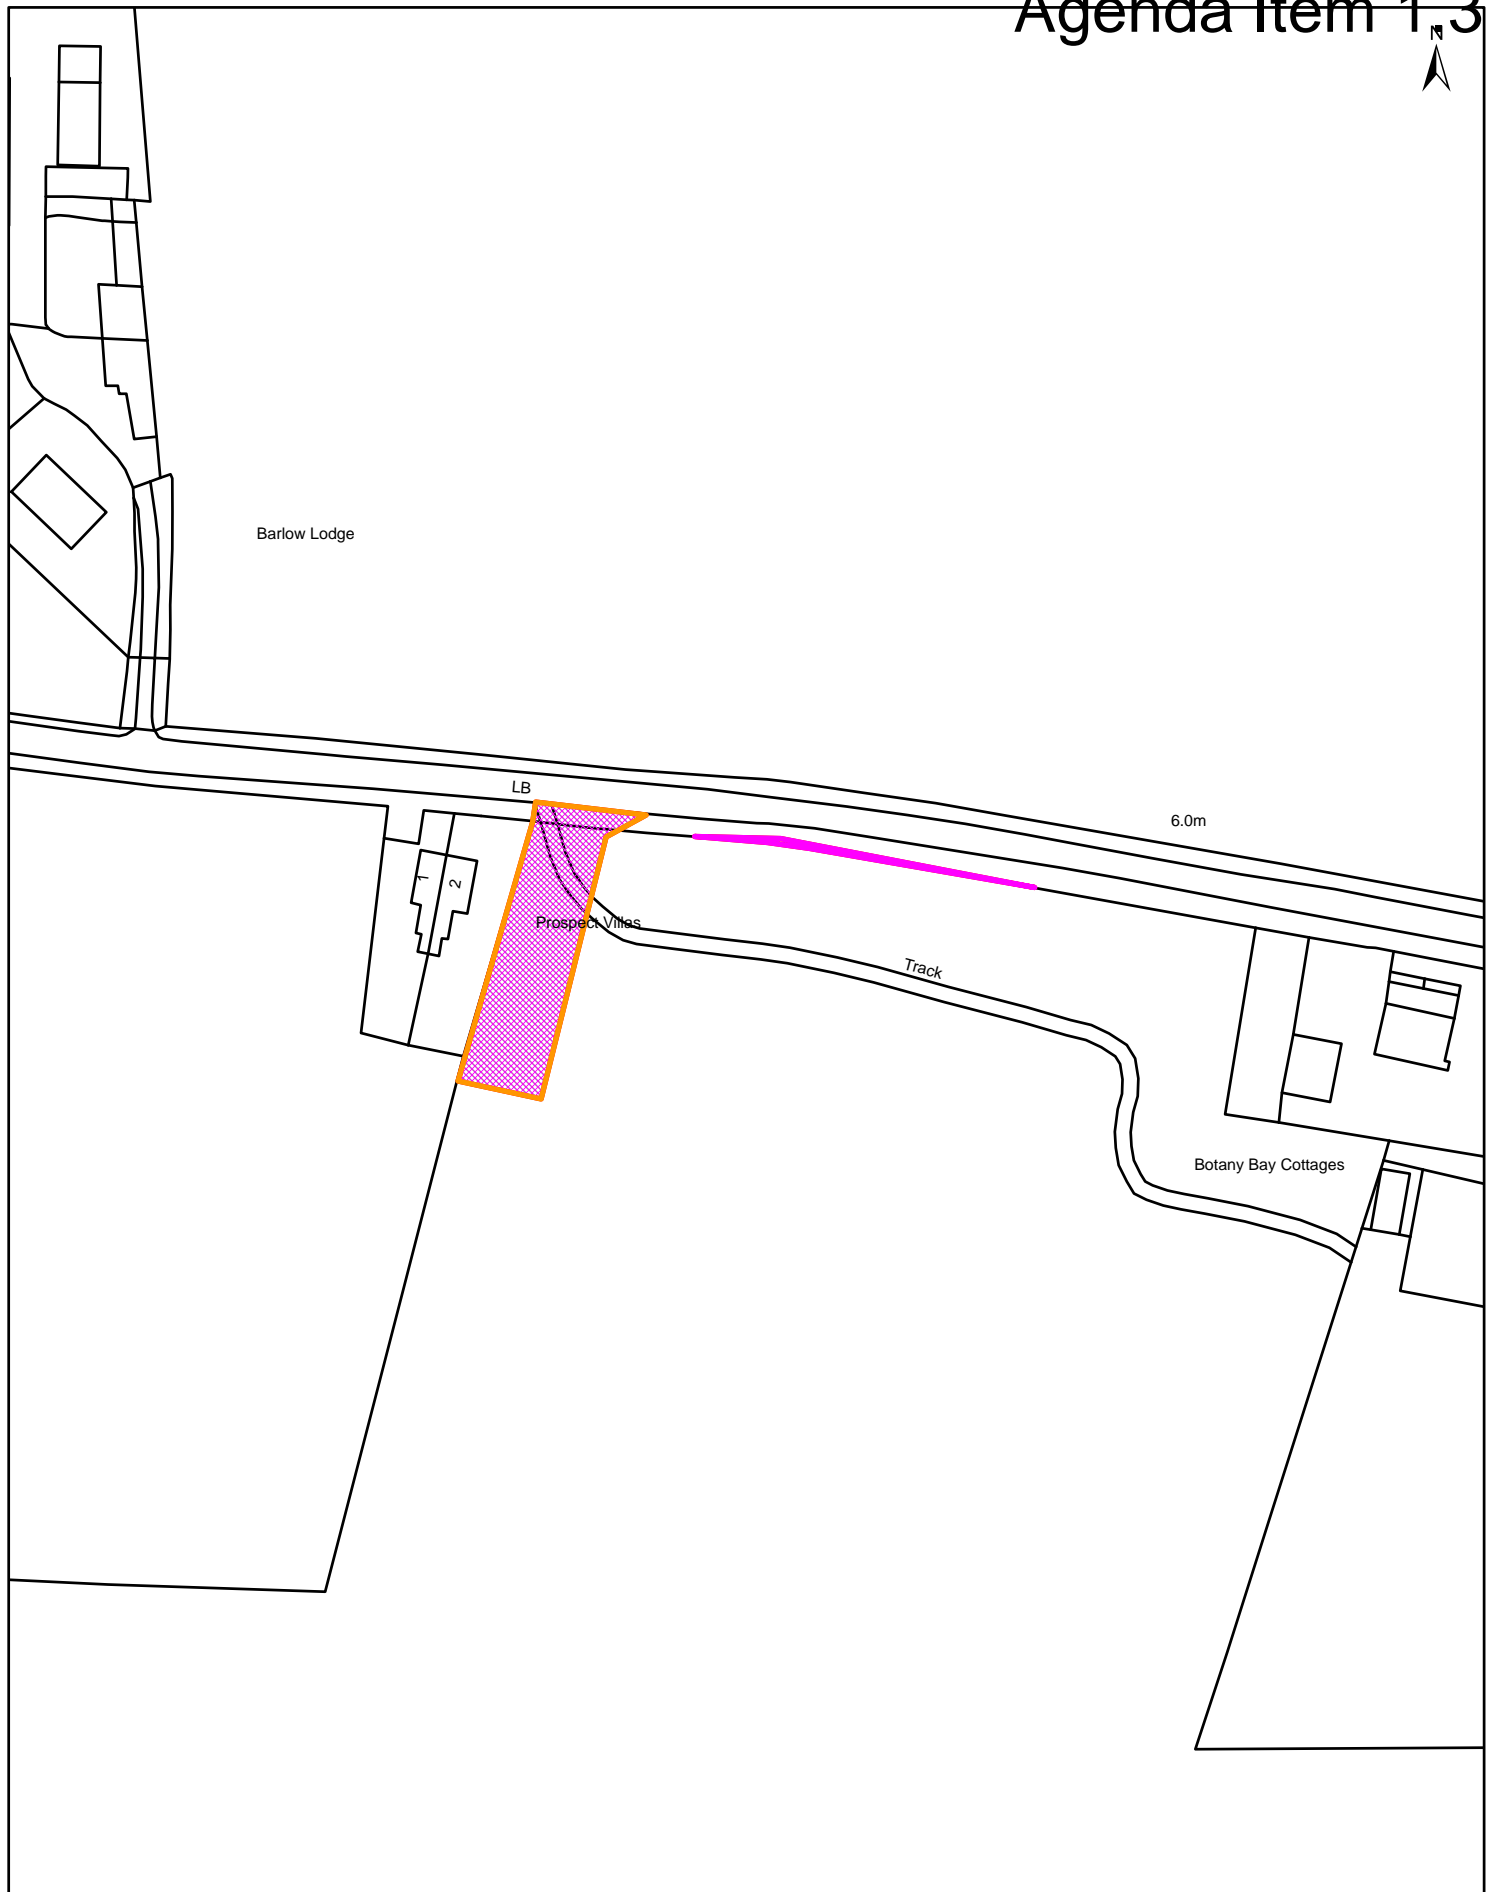 Agenda Item 1.3
N
Barlow Lodge
LB
6.0m
1
2
Prospect Villas
Track
Botany Bay Cottages